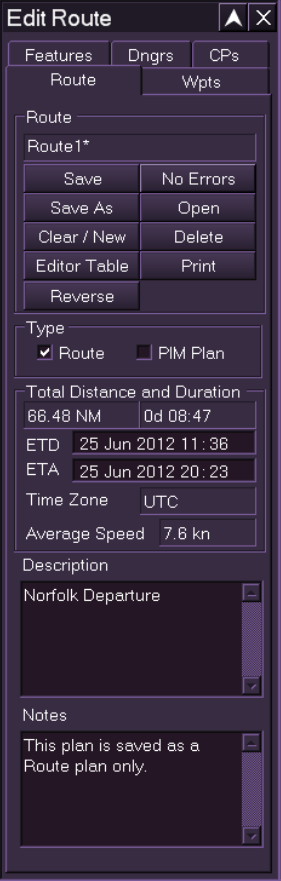 Edit Route
Features Dngrs CPs
Route Wpts
Route
Route1*
Save No Errors
Save As Open
Clear / New Delete
Editor Table Print
Reverse
Type
Route PIM Plan
Total Distance and Duration
66.48 NM 0d 08:47
ETD 25 Jun 2012 11:36
ETA 25 Jun 2012 20:23
Time Zone UTC
Average Speed 7.6 kn
Description
Norfolk Departure
Notes
This plan is saved as a
Route plan only.